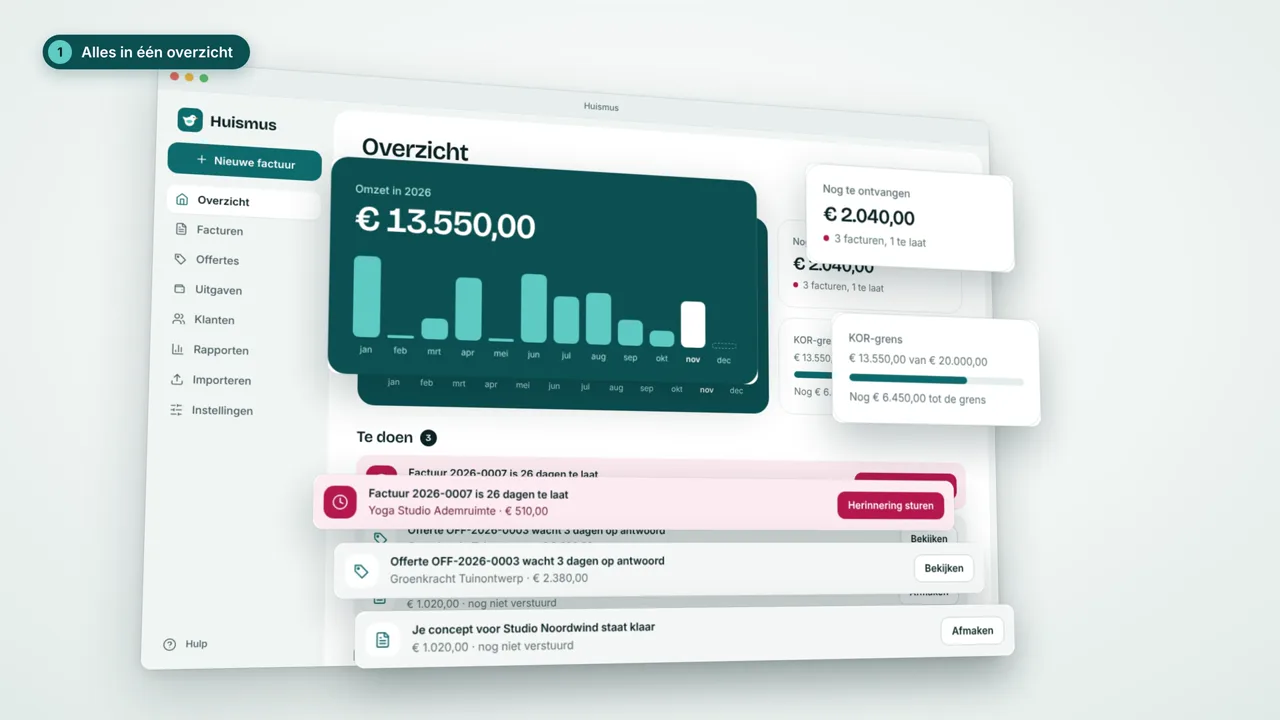 1 Alles in één overzicht
Huismus
Huismus
Nieuwe factuur
Overzicht
Facturen
Offertes
Uitgaven
Klanten
Rapporten
Importeren
Instellingen
Hulp
Overzicht
Omzet in 2026
€ 13.550,00
jan feb mrt apr mei jun jul aug sep okt nov dec
jan feb mrt apr mei jun jul aug sep okt nov dec
Nog te ontvangen
€ 2.040,00
3 facturen, 1 te laat
€ 2.040,00
3 facturen, 1 te laat
KOR-grens
€ 13.550,00 van € 20.000,00
Nog € 6.450,00 tot de grens
KOR-gre
€ 13.550,
Nog € 6.
Te doen 3
Factuur 2026-0007 is 26 dagen te laat
Factuur 2026-0007 is 26 dagen te laat
Yoga Studio Ademruimte · € 510,00
Herinnering sturen
Offerte OFF-2026-0003 wacht 3 dagen op antwoord
Bekijken
Offerte OFF-2026-0003 wacht 3 dagen op antwoord
Groenkracht Tuinontwerp · € 2.380,00
Bekijken
€ 1.020,00 · nog niet verstuurd
Afmaken
Je concept voor Studio Noordwind staat klaar
€ 1.020,00 · nog niet verstuurd
Afmaken